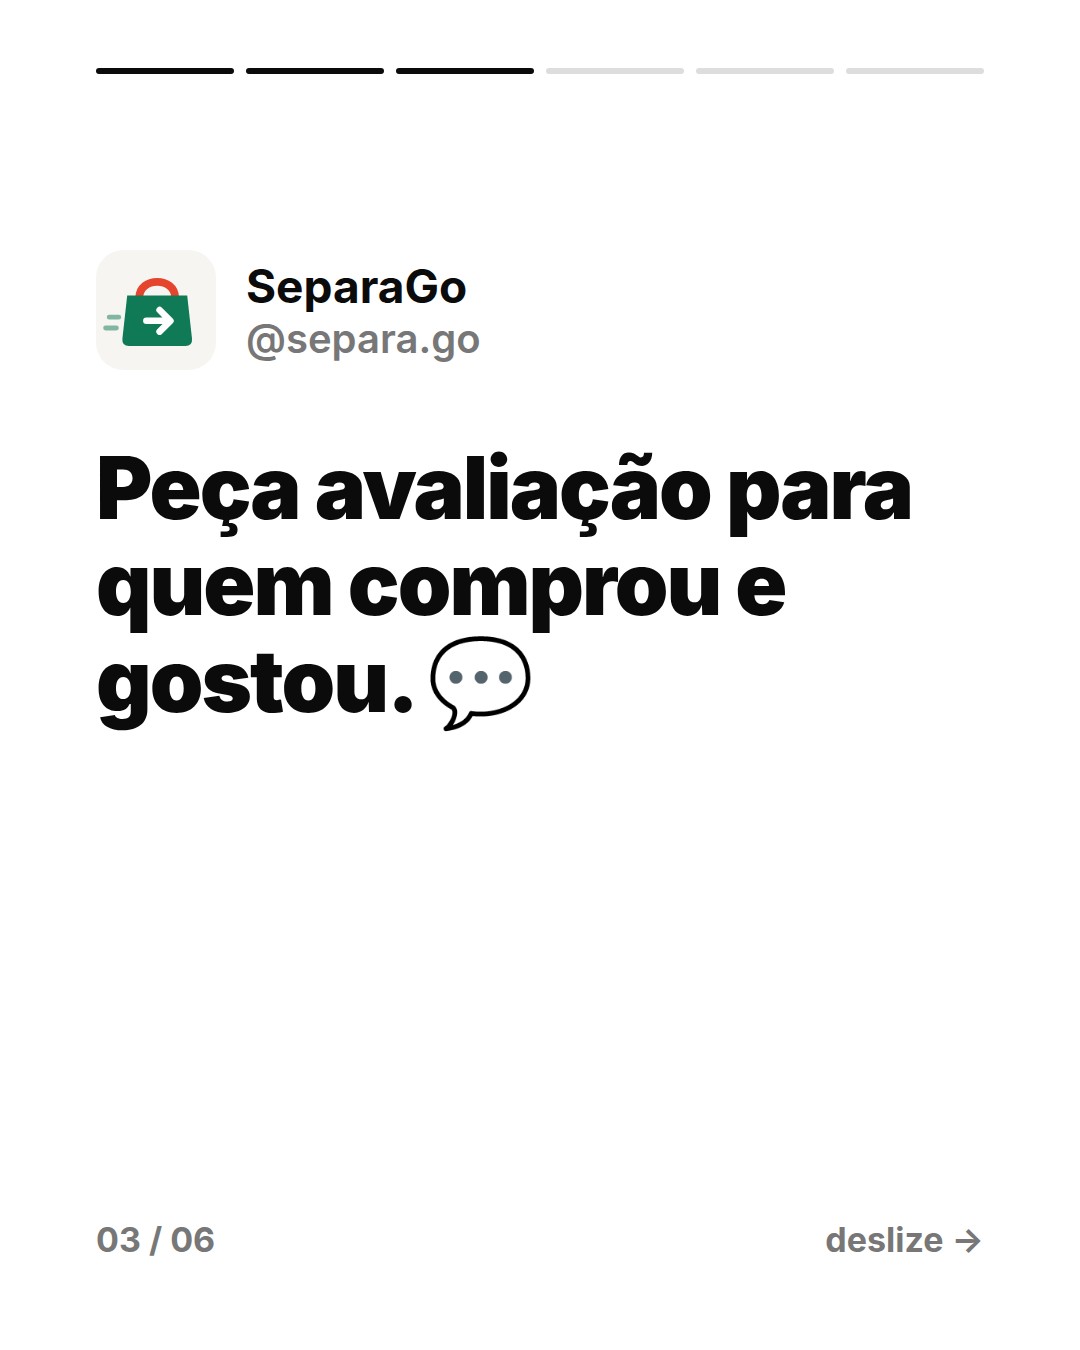 SeparaGo
@separa.go
Peça avaliação para
quem comprou e
gostou. 💬
03 / 06
deslize →